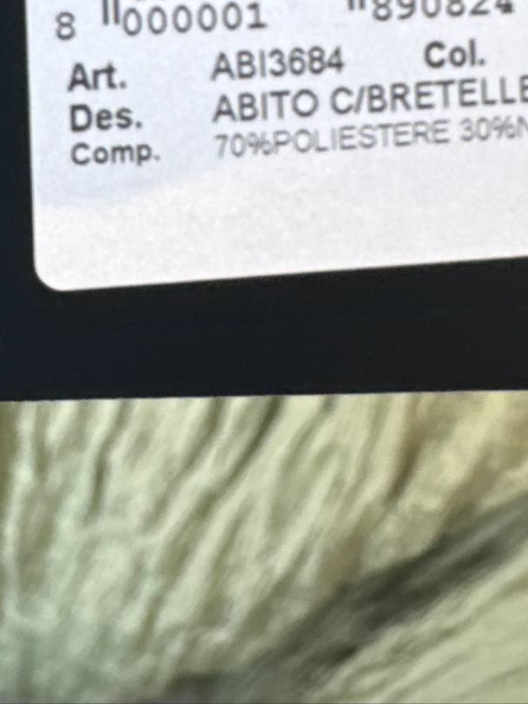 8 000001 890824
Art. ABI3684 Col.
Des. ABITO C/BRETELLE
Comp. 70%POLIESTERE 30%